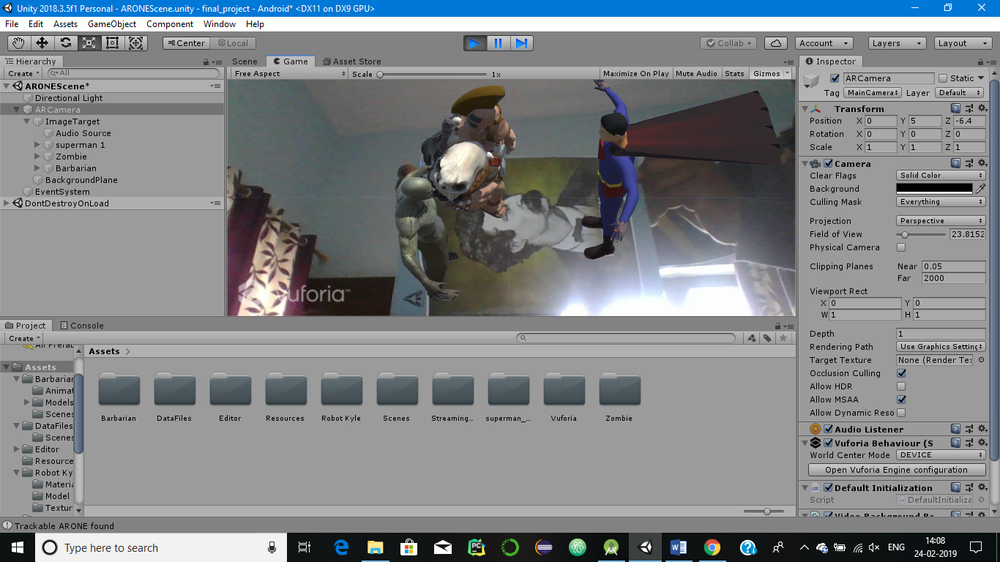 Unity 2018.3.5f1 Personal - ARONEScene.unity - final_project - Android* <DX11 on DX9 GPU>
File Edit Assets GameObject Component Window Help
Center Local Collab Account Layers Layout
Hierarchy
Create All
ARONEScene*
Directional Light
ARCamera
ImageTarget
Audio Source
superman 1
Zombie
Barbarian
BackgroundPlane
EventSystem
DontDestroyOnLoad
Scene Game Asset Store
Free Aspect Scale 1x Maximize On Play Mute Audio Stats Gizmos
vuforia™
Inspector
ARCamera Static
Tag MainCamera Layer Default
Transform
Position X 0 Y 5 Z -6.4
Rotation X 0 Y 0 Z 0
Scale X 1 Y 1 Z 1
Camera
Clear Flags Solid Color
Background
Culling Mask Everything
Projection Perspective
Field of View 23.8152
Physical Camera
Clipping Planes Near 0.05
Far 2000
Viewport Rect
X 0 Y 0
W 1 H 1
Depth 1
Rendering Path Use Graphics Setting
Target Texture None (Render Te
Occlusion Culling
Allow HDR
Allow MSAA
Allow Dynamic Reso
Audio Listener
Vuforia Behaviour (S
World Center Mode DEVICE
Open Vuforia Engine configuration
Default Initialization
Script DefaultInitializa
Video Background Be
Project Console
Create
All Prefab
Assets
Barbarian
Animat
Models
Scenes
DataFiles
Scenes
Editor
Resource
Robot Ky
Materia
Model
Textur
Assets
Barbarian DataFiles Editor Resources Robot Kyle Scenes Streaming... superman_... Vuforia Zombie
Trackable ARONE found
Type here to search
ENG
14:08
24-02-2019